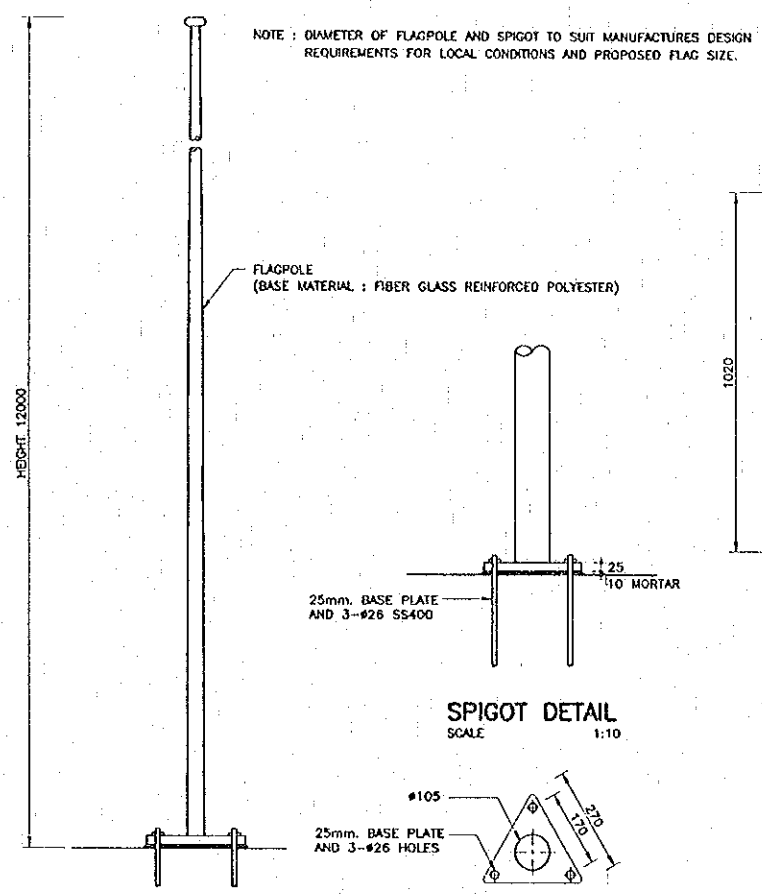 NOTE : DIAMETER OF FLAGPOLE AND SPIGOT TO SUIT MANUFACTURES DESIGN
REQUIREMENTS FOR LOCAL CONDITIONS AND PROPOSED FLAG SIZE.
FLAGPOLE
(BASE MATERIAL : FIBER GLASS REINFORCED POLYESTER)
HEIGHT 12000
1020
25
10 MORTAR
25mm. BASE PLATE
AND 3-ø26 SS400
SPIGOT DETAIL
SCALE 1:10
ø105
270
170
25mm. BASE PLATE
AND 3-ø26 HOLES